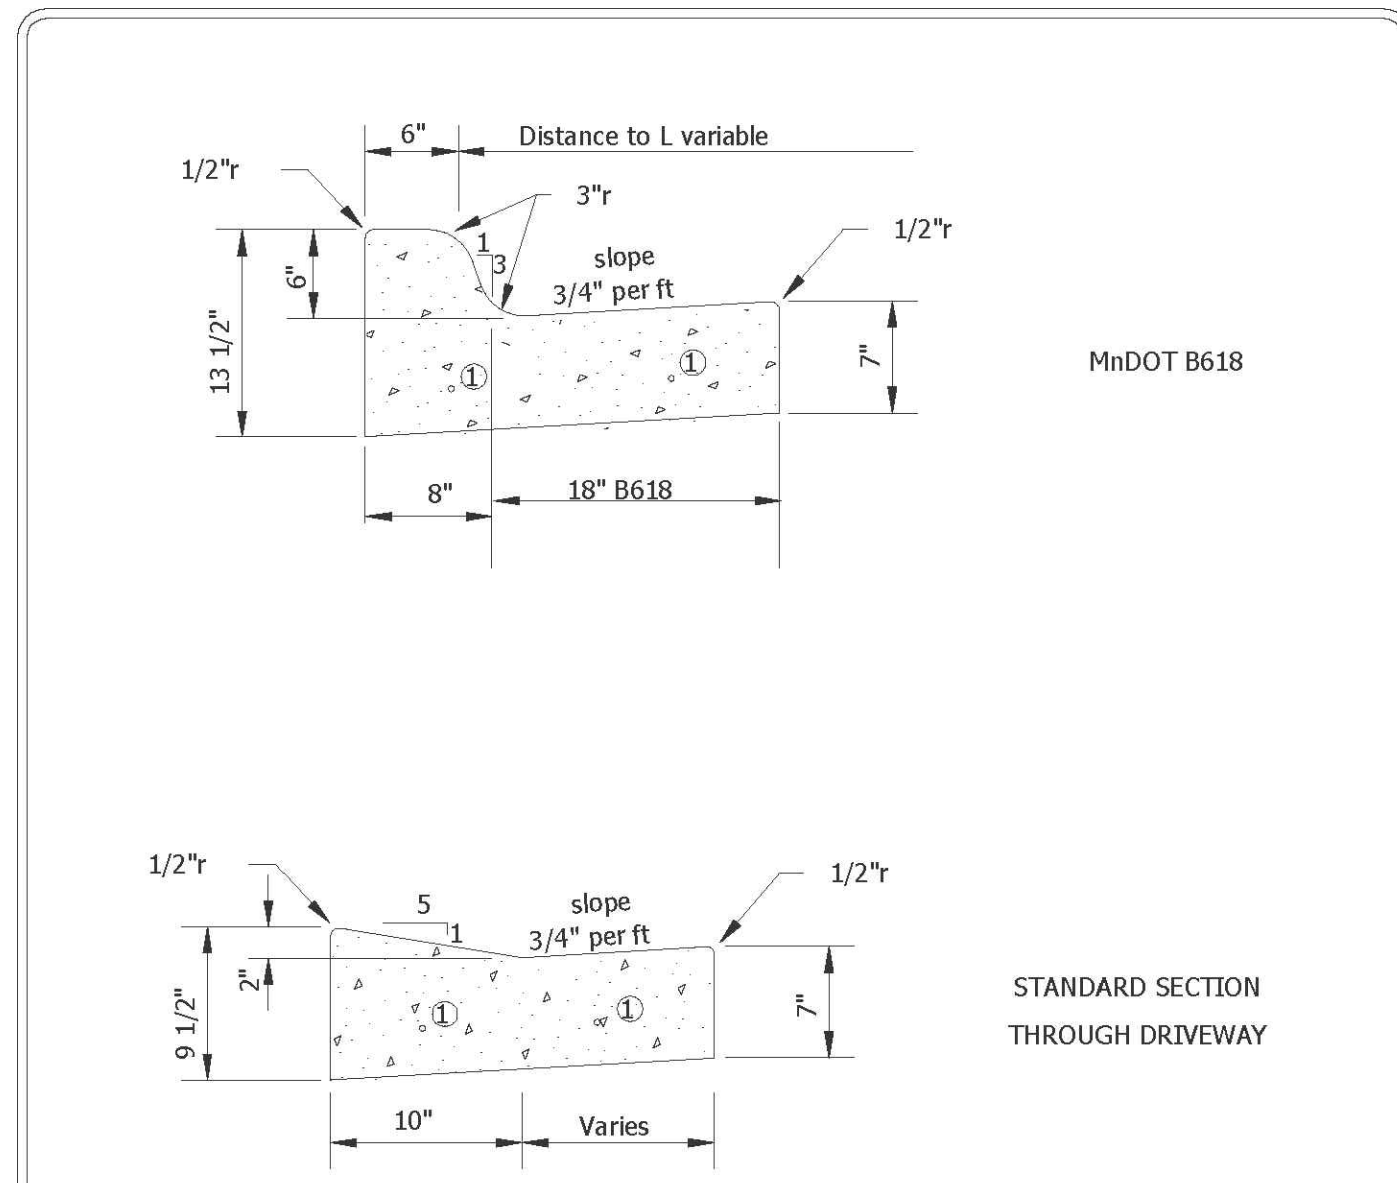 6"
Distance to L variable
1/2"r
3"r
1/2"r
1
3
slope
3/4" per ft
6"
13 1/2"
7"
MnDOT B618
1
1
8"
18" B618
1/2"r
1/2"r
5
1
slope
3/4" per ft
2"
9 1/2"
7"
STANDARD SECTION
THROUGH DRIVEWAY
1
1
10"
Varies